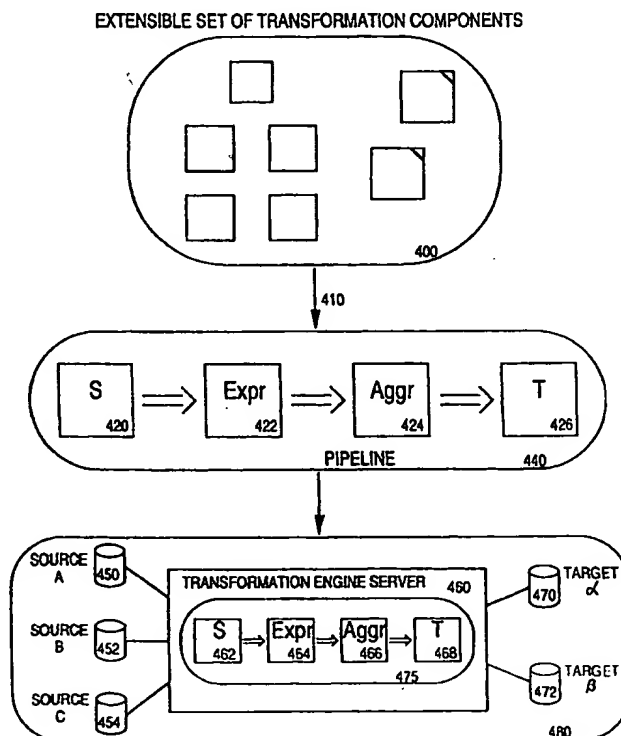 EXTENSIBLE SET OF TRANSFORMATION COMPONENTS
400
410
S
420
Expr
422
Aggr
424
T
426
PIPELINE
440
SOURCE
A
450
SOURCE
B
452
SOURCE
C
454
TRANSFORMATION ENGINE SERVER
460
S
462
Expr
464
Aggr
466
T
468
475
470
TARGET
α
472
TARGET
β
480